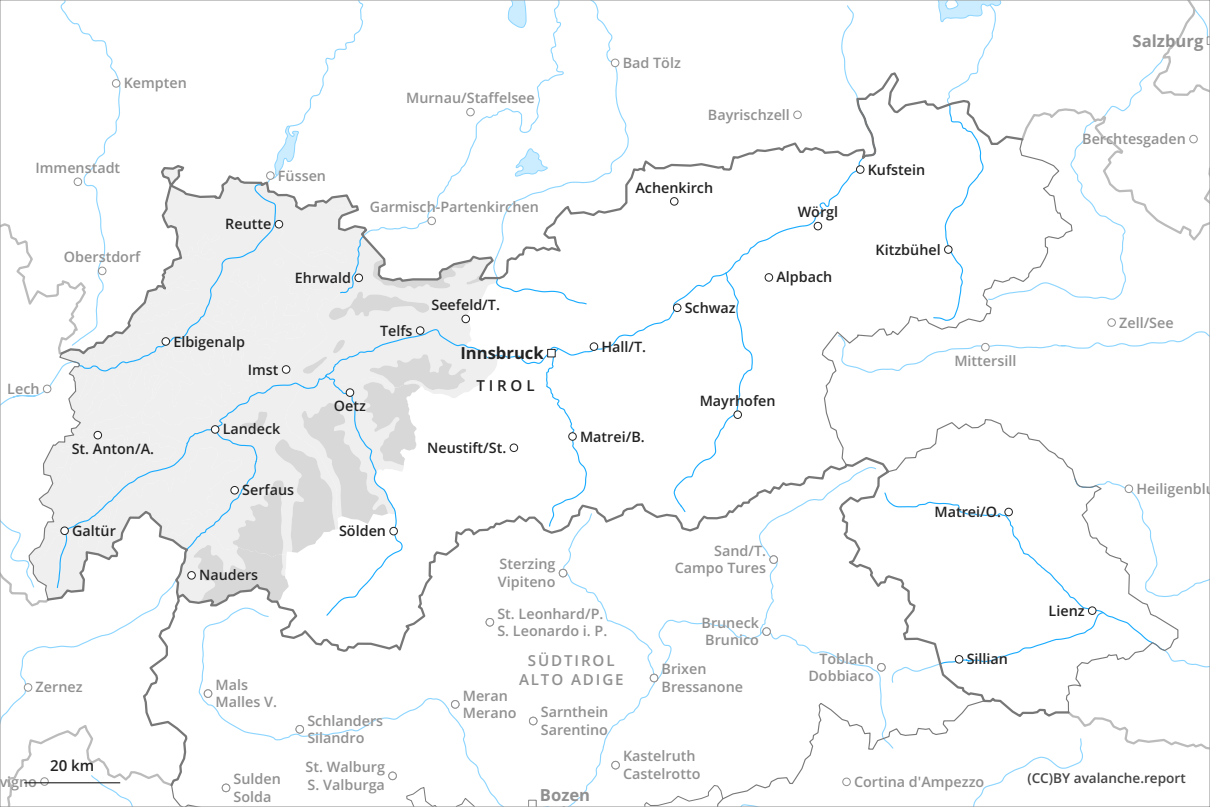 Salzburg
Bad Tölz
Kempten
Murnau/Staffelsee
Bayrischzell
Berchtesgaden
Immenstadt
Füssen
Kufstein
Achenkirch
Garmisch-Partenkirchen
Wörgl
Reutte
Kitzbühel
Oberstdorf
Ehrwald
Alpbach
Seefeld/T.
Schwaz
Zell/See
Telfs
Elbigenalp
Innsbruck
Hall/T.
Mittersill
Imst
TIROL
Lech
Oetz
Mayrhofen
Landeck
Matrei/B.
St. Anton/A.
Neustift/St.
Serfaus
Heiligenblu
Matrei/O.
Galtür
Sölden
Sand/T.
Campo Tures
Sterzing
Vipiteno
Nauders
Lienz
St. Leonhard/P.
S. Leonardo i. P.
Bruneck
Brunico
SÜDTIROL
ALTO ADIGE
Sillian
Toblach
Dobbiaco
Brixen
Bressanone
Zernez
Mals
Malles V.
Meran
Merano
Sarnthein
Sarentino
Schlanders
Silandro
Kastelruth
Castelrotto
St. Walburg
S. Valburga
20 km
vigno
Sulden
Solda
Cortina d'Ampezzo
(CC)BY avalanche.report
Bozen